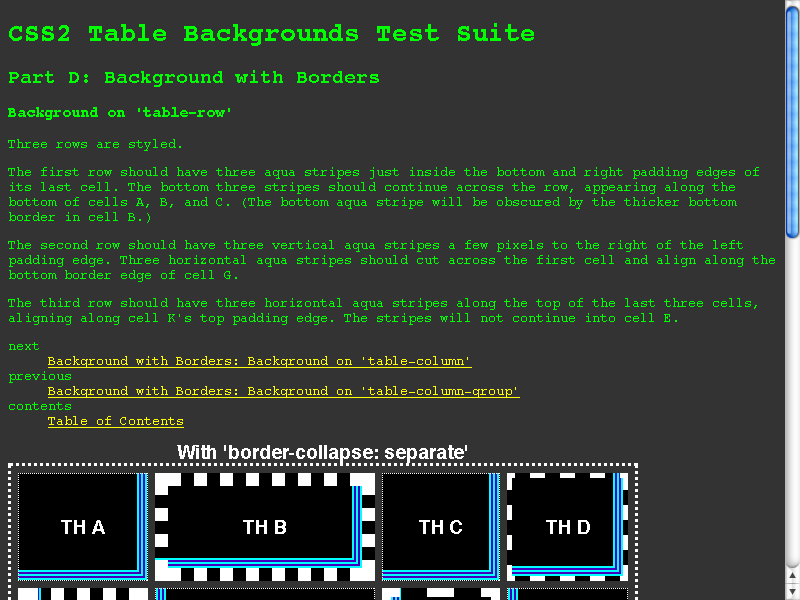 CSS2 Table Backgrounds Test Suite
Part D: Background with Borders
Background on 'table-row'
Three rows are styled.
The first row should have three aqua stripes just inside the bottom and right padding edges of
its last cell. The bottom three stripes should continue across the row, appearing along the
bottom of cells A, B, and C. (The bottom aqua stripe will be obscured by the thicker bottom
border in cell B.)
The second row should have three vertical aqua stripes a few pixels to the right of the left
padding edge. Three horizontal aqua stripes should cut across the first cell and align along the
bottom border edge of cell G.
The third row should have three horizontal aqua stripes along the top of the last three cells,
aligning along cell K's top padding edge. The stripes will not continue into cell E.
next
Background with Borders: Background on 'table-column'
previous
Background with Borders: Background on 'table-column-group'
contents
Table of Contents
With 'border-collapse: separate'
TH A TH B TH C TH D